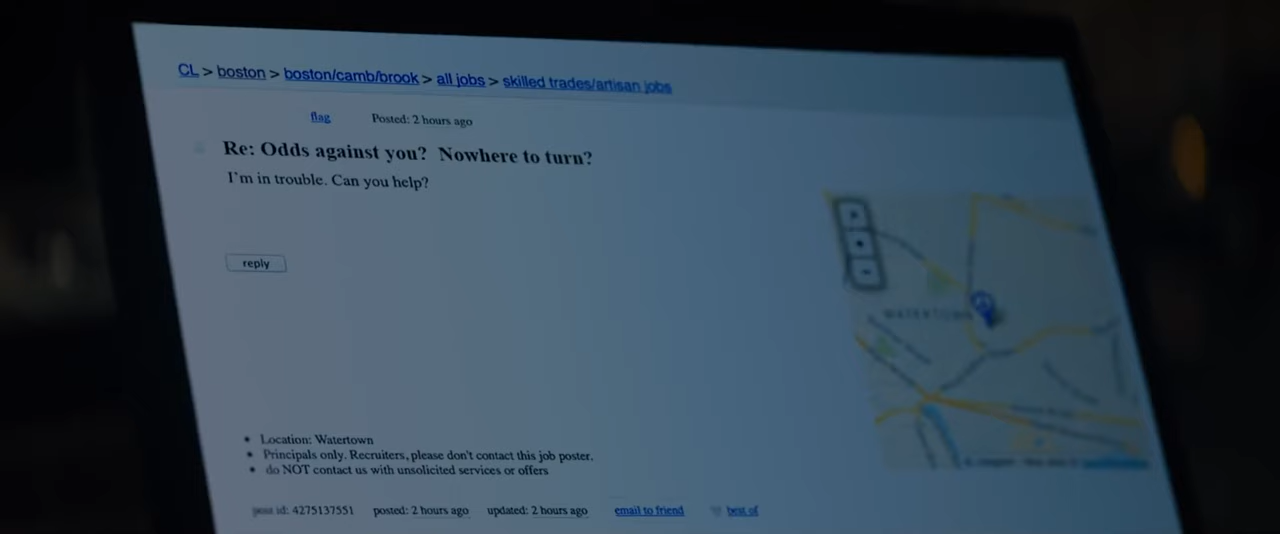 CL > boston > boston/camb/brook > all jobs > skilled trades/artisan jobs
flag Posted: 2 hours ago
Re: Odds against you? Nowhere to turn?
I'm in trouble. Can you help?
reply
WATERTOWN
Location: Watertown
Principals only. Recruiters, please don't contact this job poster.
do NOT contact us with unsolicited services or offers
post id: 4275137551 posted: 2 hours ago updated: 2 hours ago email to friend best of